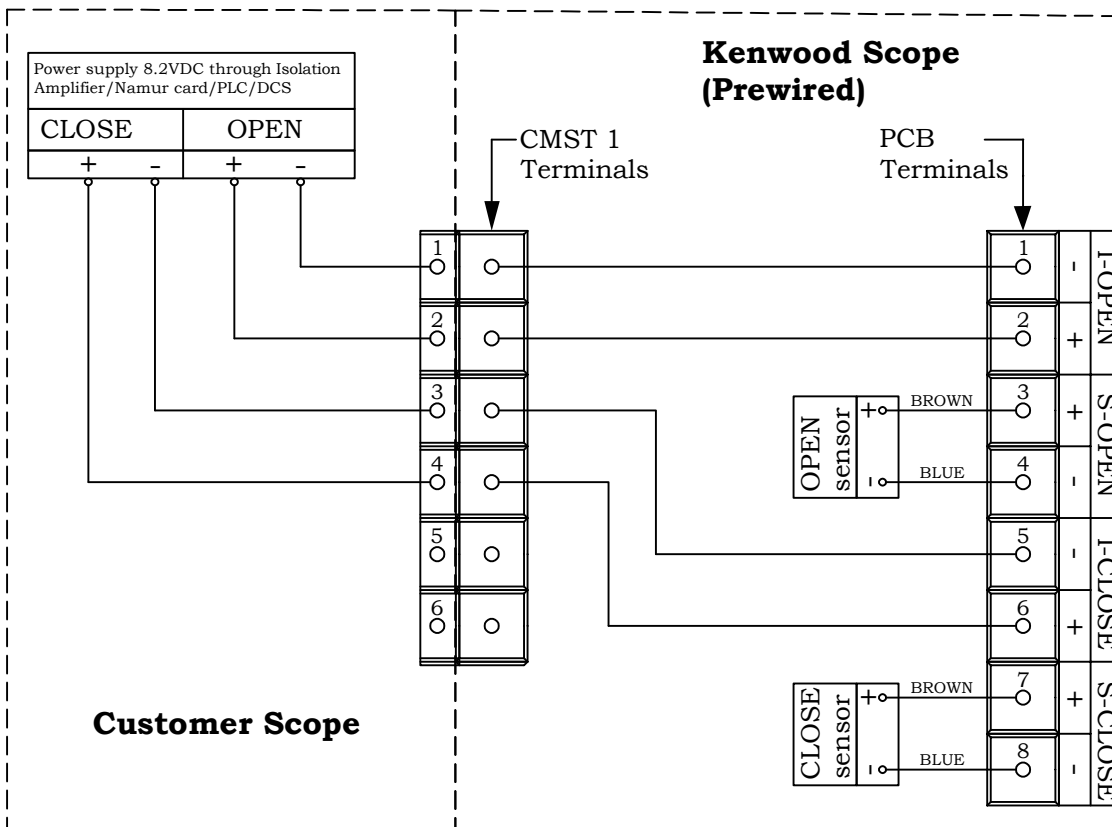 Kenwood Scope
(Prewired)
Power supply 8.2VDC through Isolation
Amplifier/Namur card/PLC/DCS
CLOSE OPEN
+ - + -
CMST 1
Terminals
PCB
Terminals
1
2
3
4
5
6
1 -
2 +
3 +
4 -
5 -
6 +
7 +
8 -
I-OPEN
S-OPEN
I-CLOSE
S-CLOSE
OPEN
sensor
+ BROWN
- BLUE
CLOSE
sensor
+ BROWN
- BLUE
Customer Scope